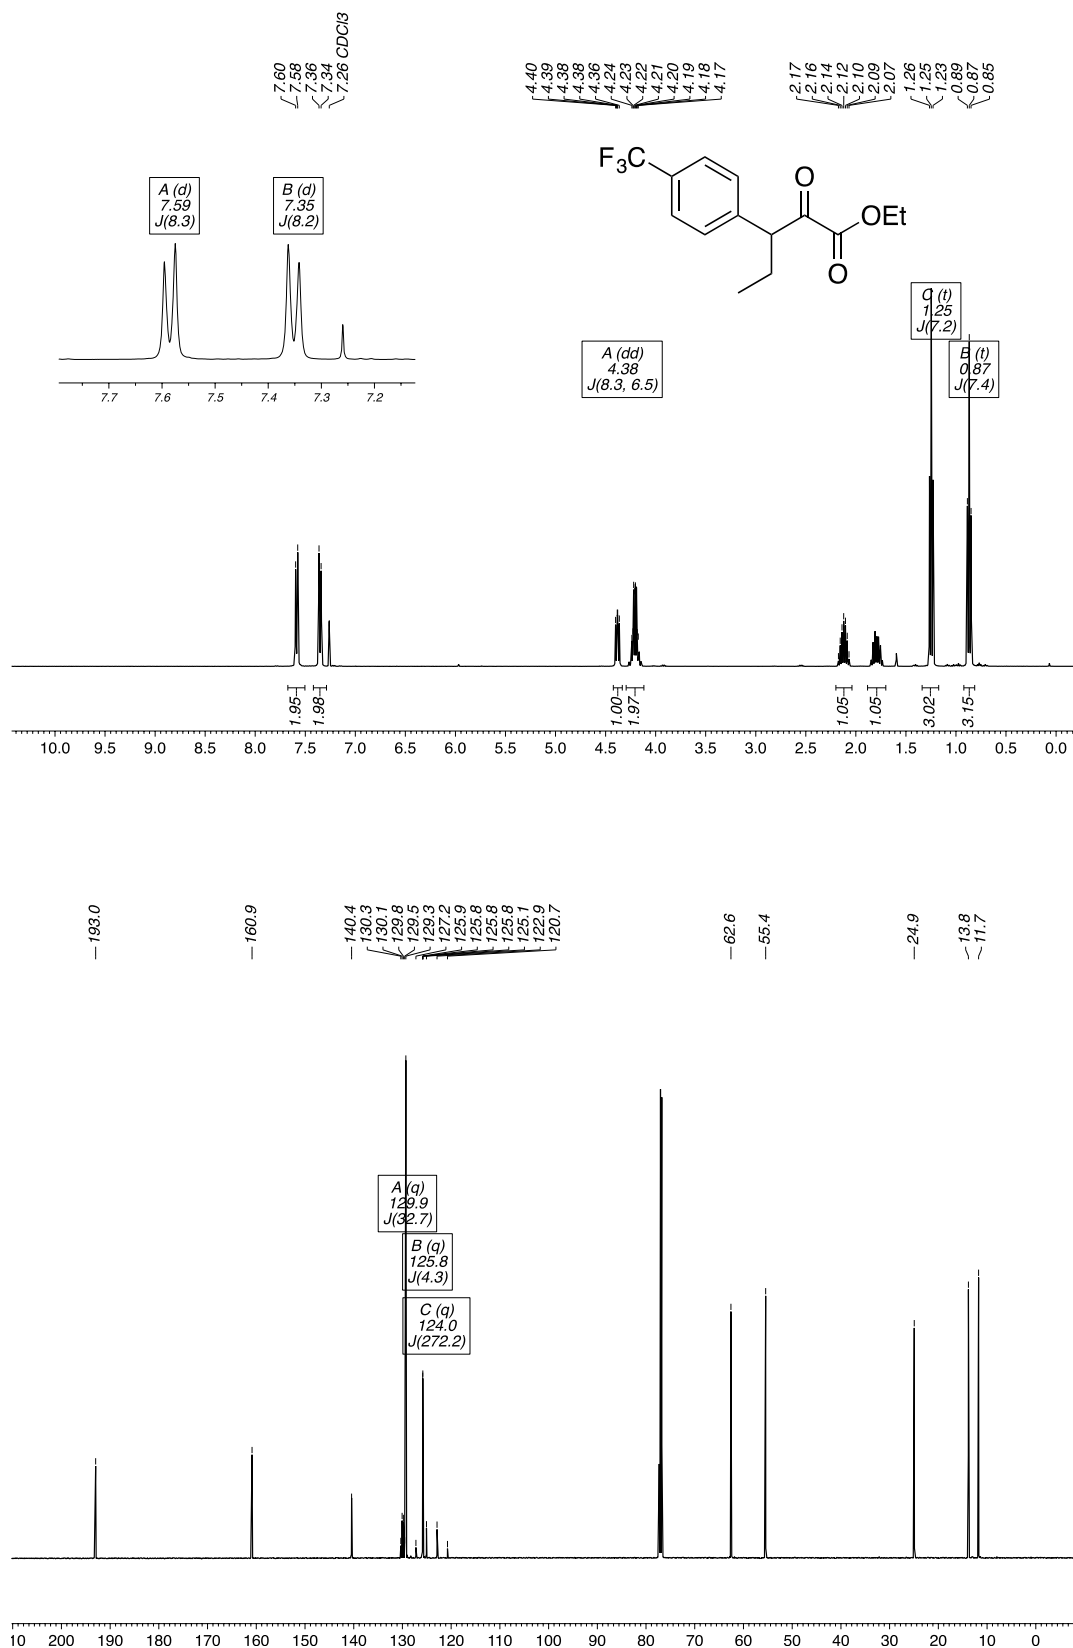 7.60
7.58
7.36
7.34
7.26 CDCl3
4.40
4.39
4.38
4.38
4.36
4.24
4.23
4.22
4.21
4.20
4.19
4.18
4.17
2.17
2.16
2.14
2.12
2.10
2.09
2.07
1.26
1.25
1.23
0.89
0.87
0.85
F3C
O
OEt
O
A (d)
7.59
J(8.3)
B (d)
7.35
J(8.2)
7.7 7.6 7.5 7.4 7.3 7.2
A (dd)
4.38
J(8.3, 6.5)
C (t)
1.25
J(7.2)
B (t)
0.87
J(7.4)
1.95
1.98
1.00
1.97
1.05
1.05
3.02
3.15
10.0 9.5 9.0 8.5 8.0 7.5 7.0 6.5 6.0 5.5 5.0 4.5 4.0 3.5 3.0 2.5 2.0 1.5 1.0 0.5 0.0
193.0
160.9
140.4
130.3
130.1
129.8
129.5
129.3
127.2
125.9
125.8
125.8
125.8
125.1
122.9
120.7
62.6
55.4
24.9
13.8
11.7
A (q)
129.9
J(32.7)
B (q)
125.8
J(4.3)
C (q)
124.0
J(272.2)
10 200 190 180 170 160 150 140 130 120 110 100 90 80 70 60 50 40 30 20 10 0